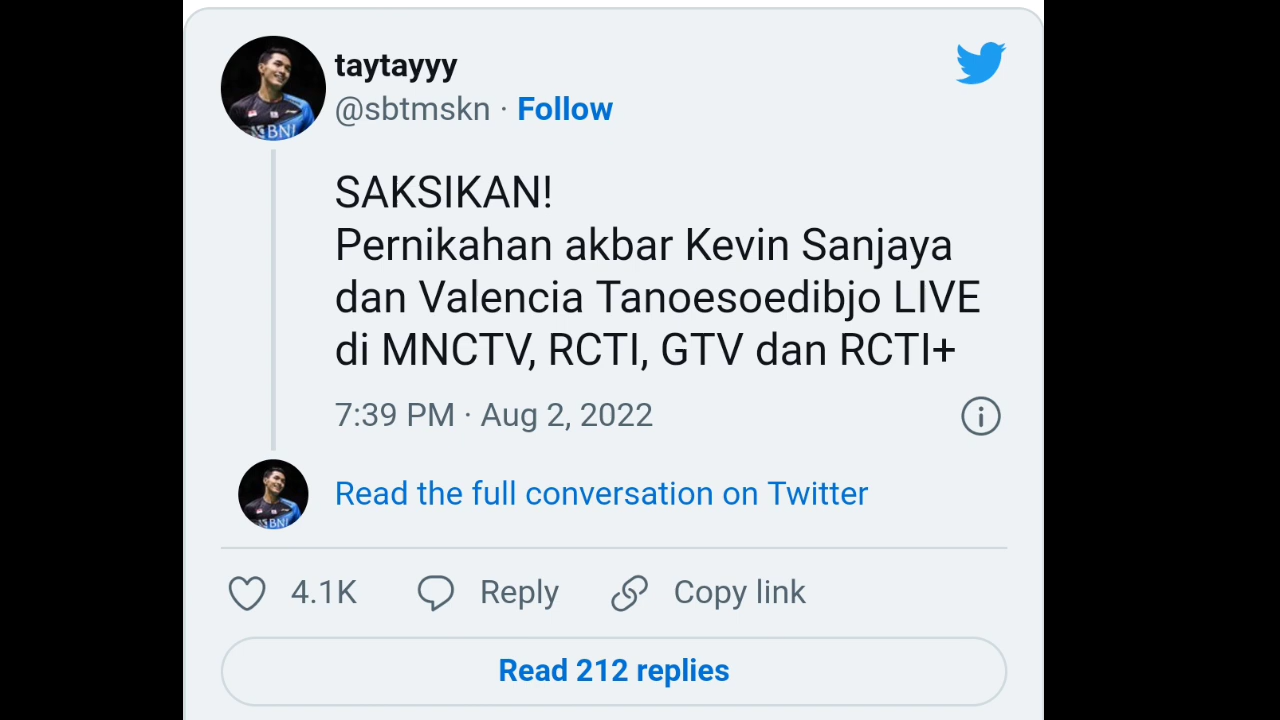 taytayyy
@sbtmskn · Follow
SAKSIKAN!
Pernikahan akbar Kevin Sanjaya
dan Valencia Tanoesoedibjo LIVE
di MNCTV, RCTI, GTV dan RCTI+
7:39 PM · Aug 2, 2022
Read the full conversation on Twitter
4.1K Reply Copy link
Read 212 replies
BNI
BNI